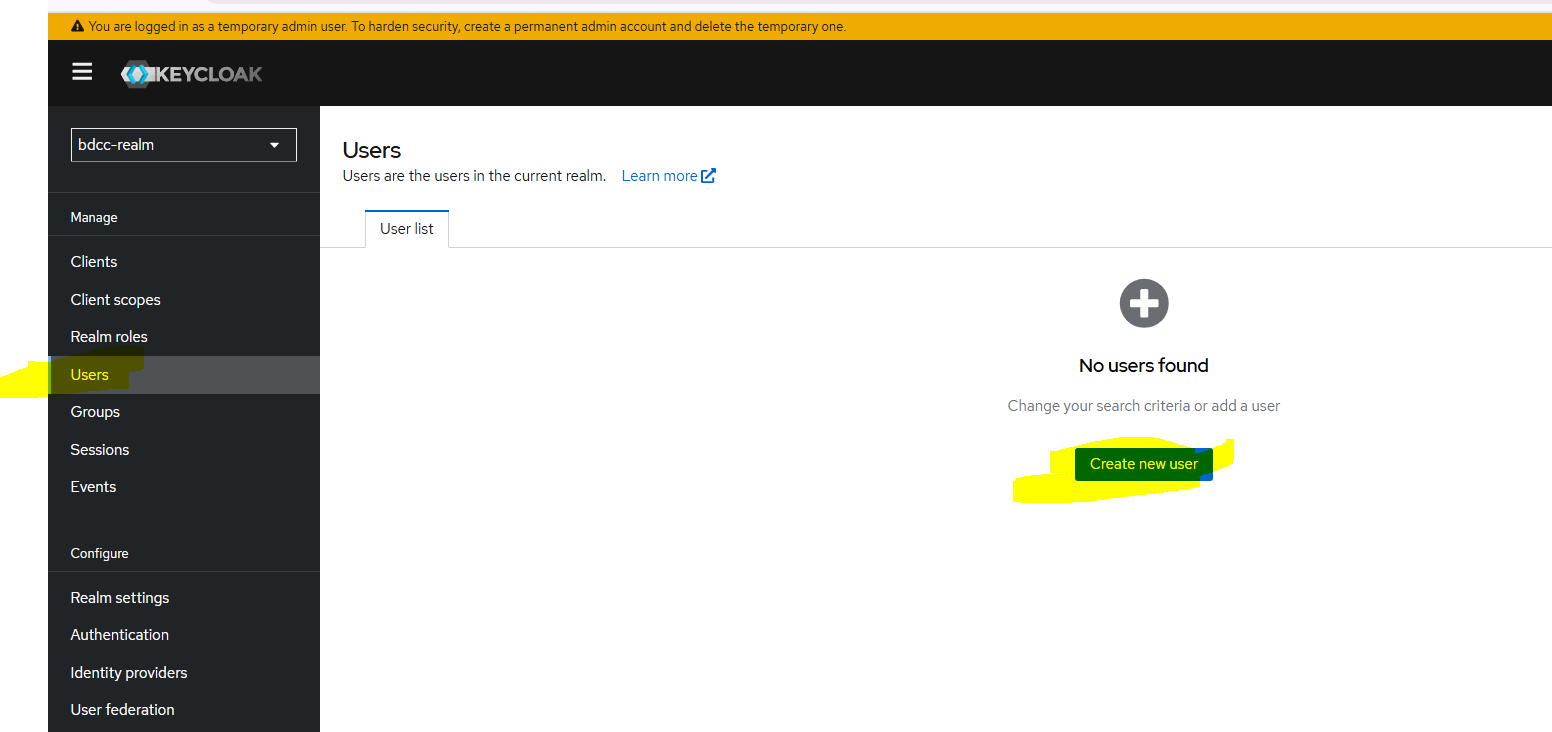 You are logged in as a temporary admin user. To harden security, create a permanent admin account and delete the temporary one.
KEYCLOAK
bdcc-realm
Manage
Clients
Client scopes
Realm roles
Users
Groups
Sessions
Events
Configure
Realm settings
Authentication
Identity providers
User federation
Users
Users are the users in the current realm. Learn more
User list
No users found
Change your search criteria or add a user
Create new user